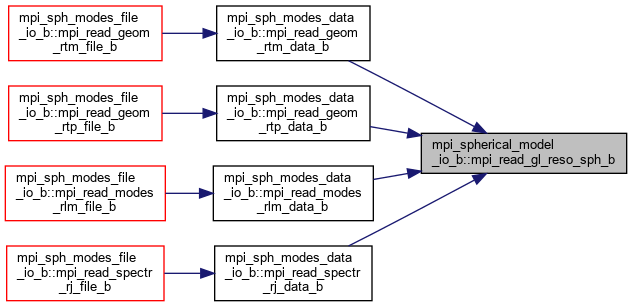 mpi_sph_modes_file
_io_b::mpi_read_geom
_rtm_file_b
mpi_sph_modes_data
_io_b::mpi_read_geom
_rtm_data_b
mpi_sph_modes_file
_io_b::mpi_read_geom
_rtp_file_b
mpi_sph_modes_data
_io_b::mpi_read_geom
_rtp_data_b
mpi_spherical_model
_io_b::mpi_read_gl_reso_sph_b
mpi_sph_modes_file
_io_b::mpi_read_modes
_rlm_file_b
mpi_sph_modes_data
_io_b::mpi_read_modes
_rlm_data_b
mpi_sph_modes_file
_io_b::mpi_read_spectr
_rj_file_b
mpi_sph_modes_data
_io_b::mpi_read_spectr
_rj_data_b